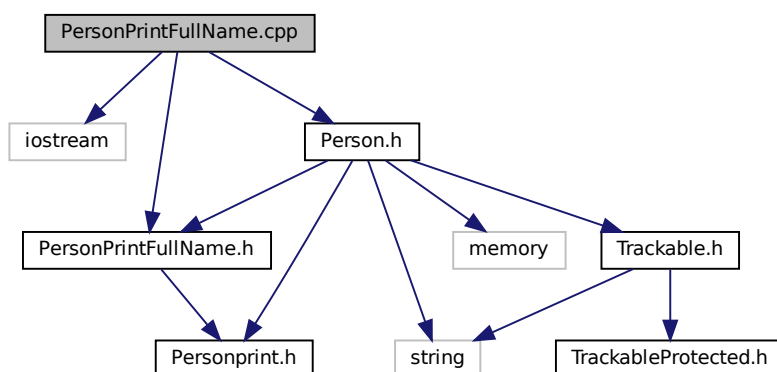 PersonPrintFullName.cpp
iostream
Person.h
PersonPrintFullName.h
memory
Trackable.h
Personprint.h
string
TrackableProtected.h